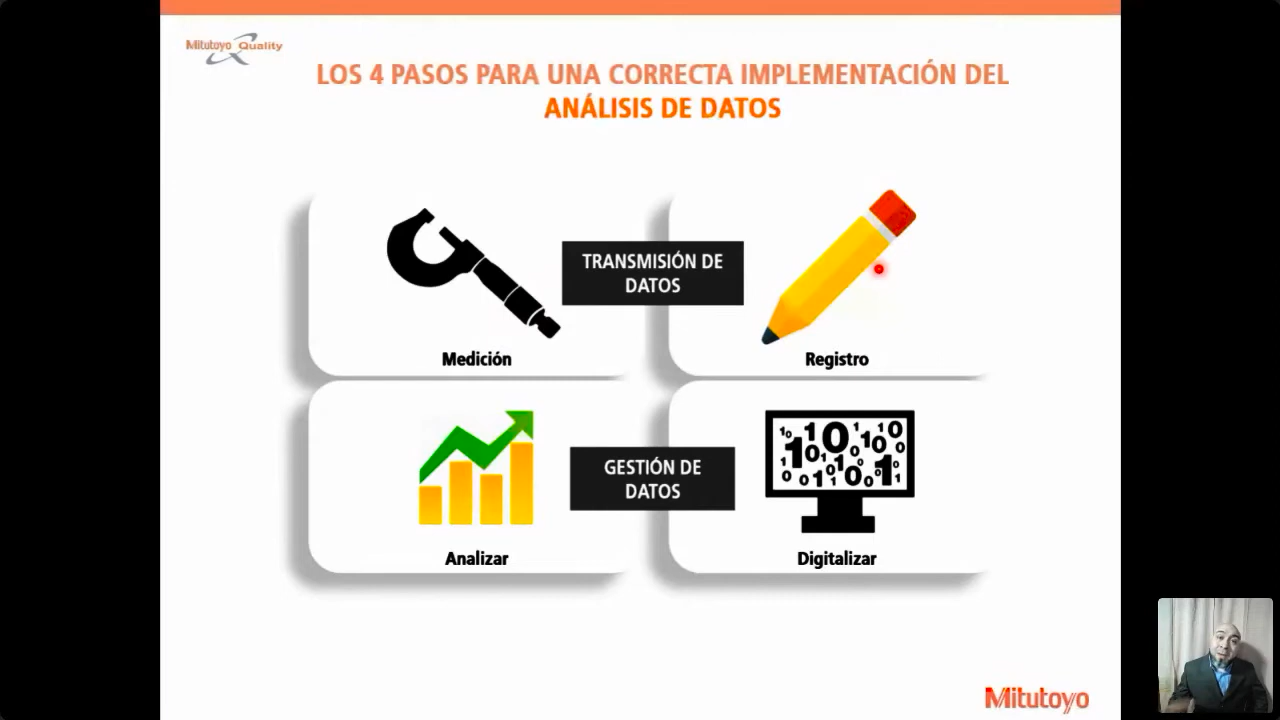 Mitutoyo Quality
LOS 4 PASOS PARA UNA CORRECTA IMPLEMENTACIÓN DEL
ANÁLISIS DE DATOS
TRANSMISIÓN DE
DATOS
Medición
Registro
GESTIÓN DE
DATOS
Analizar
Digitalizar
Mitutoyo